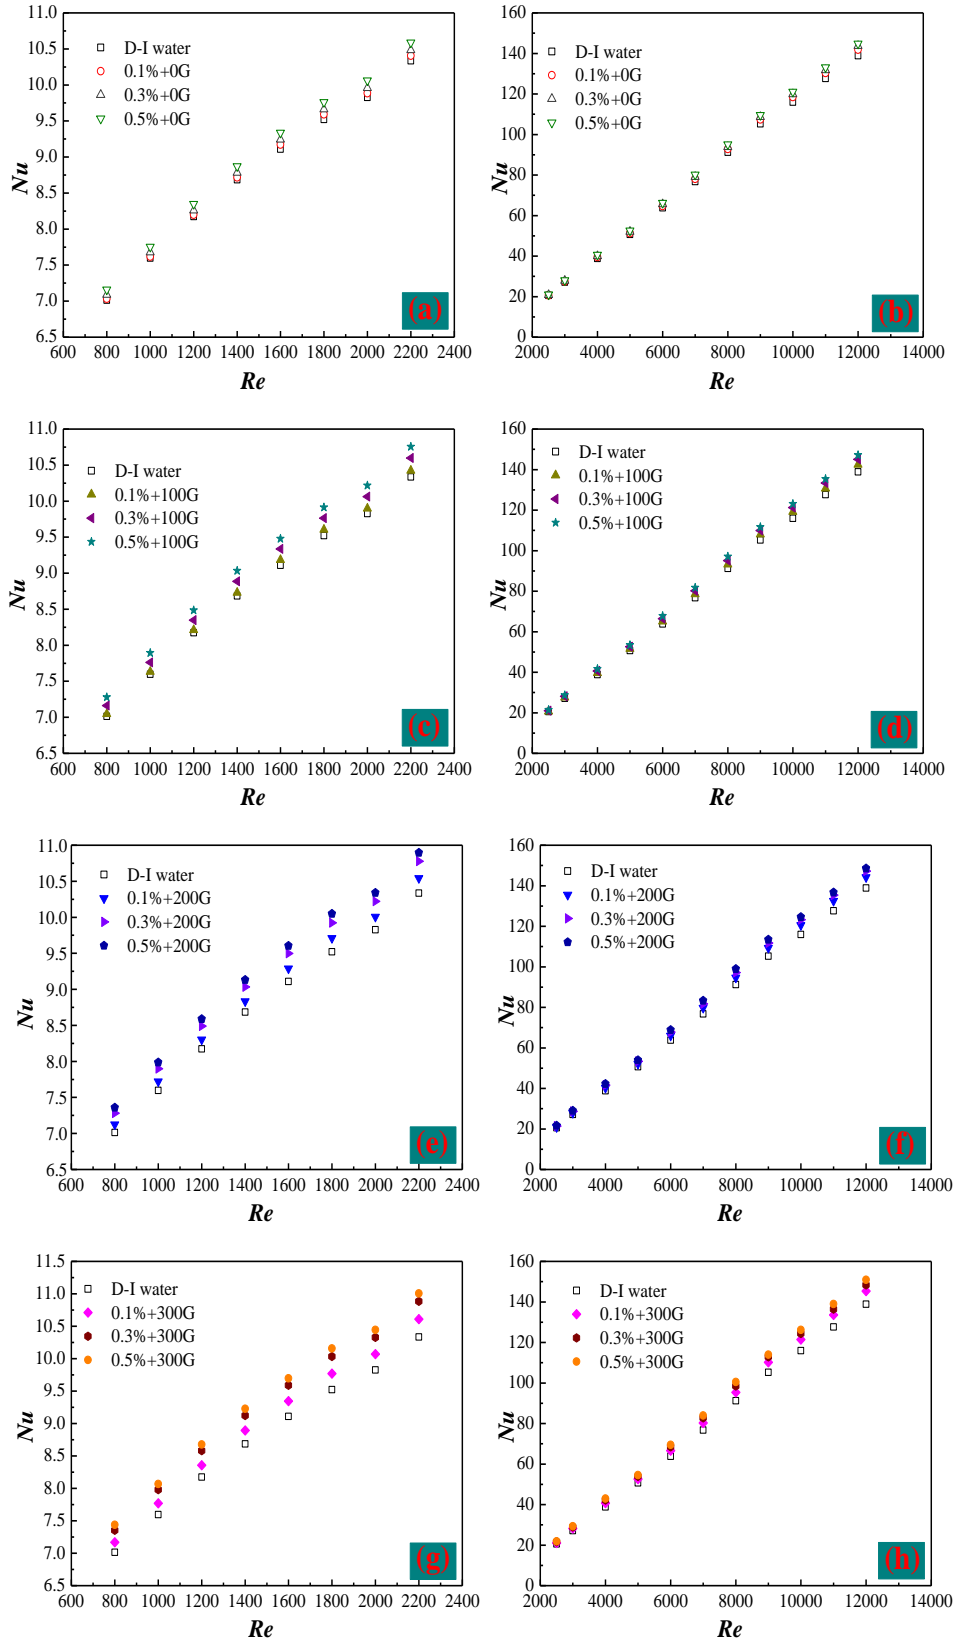 11.0
10.5
10.0
9.5
9.0
8.5
8.0
7.5
7.0
6.5
Nu
D-I water
0.1%+0G
0.3%+0G
0.5%+0G
(a)
600 800 1000 1200 1400 1600 1800 2000 2200 2400
Re
160
140
120
100
80
60
40
20
0
Nu
D-I water
0.1%+0G
0.3%+0G
0.5%+0G
(b)
2000 4000 6000 8000 10000 12000 14000
Re
11.0
10.5
10.0
9.5
9.0
8.5
8.0
7.5
7.0
6.5
Nu
D-I water
0.1%+100G
0.3%+100G
0.5%+100G
(c)
600 800 1000 1200 1400 1600 1800 2000 2200 2400
Re
160
140
120
100
80
60
40
20
0
Nu
D-I water
0.1%+100G
0.3%+100G
0.5%+100G
(d)
2000 4000 6000 8000 10000 12000 14000
Re
11.0
10.5
10.0
9.5
9.0
8.5
8.0
7.5
7.0
6.5
Nu
D-I water
0.1%+200G
0.3%+200G
0.5%+200G
(e)
600 800 1000 1200 1400 1600 1800 2000 2200 2400
Re
160
140
120
100
80
60
40
20
0
Nu
D-I water
0.1%+200G
0.3%+200G
0.5%+200G
(f)
2000 4000 6000 8000 10000 12000 14000
Re
11.5
11.0
10.5
10.0
9.5
9.0
8.5
8.0
7.5
7.0
6.5
Nu
D-I water
0.1%+300G
0.3%+300G
0.5%+300G
(g)
600 800 1000 1200 1400 1600 1800 2000 2200 2400
Re
160
140
120
100
80
60
40
20
0
Nu
D-I water
0.1%+300G
0.3%+300G
0.5%+300G
(h)
2000 4000 6000 8000 10000 12000 14000
Re